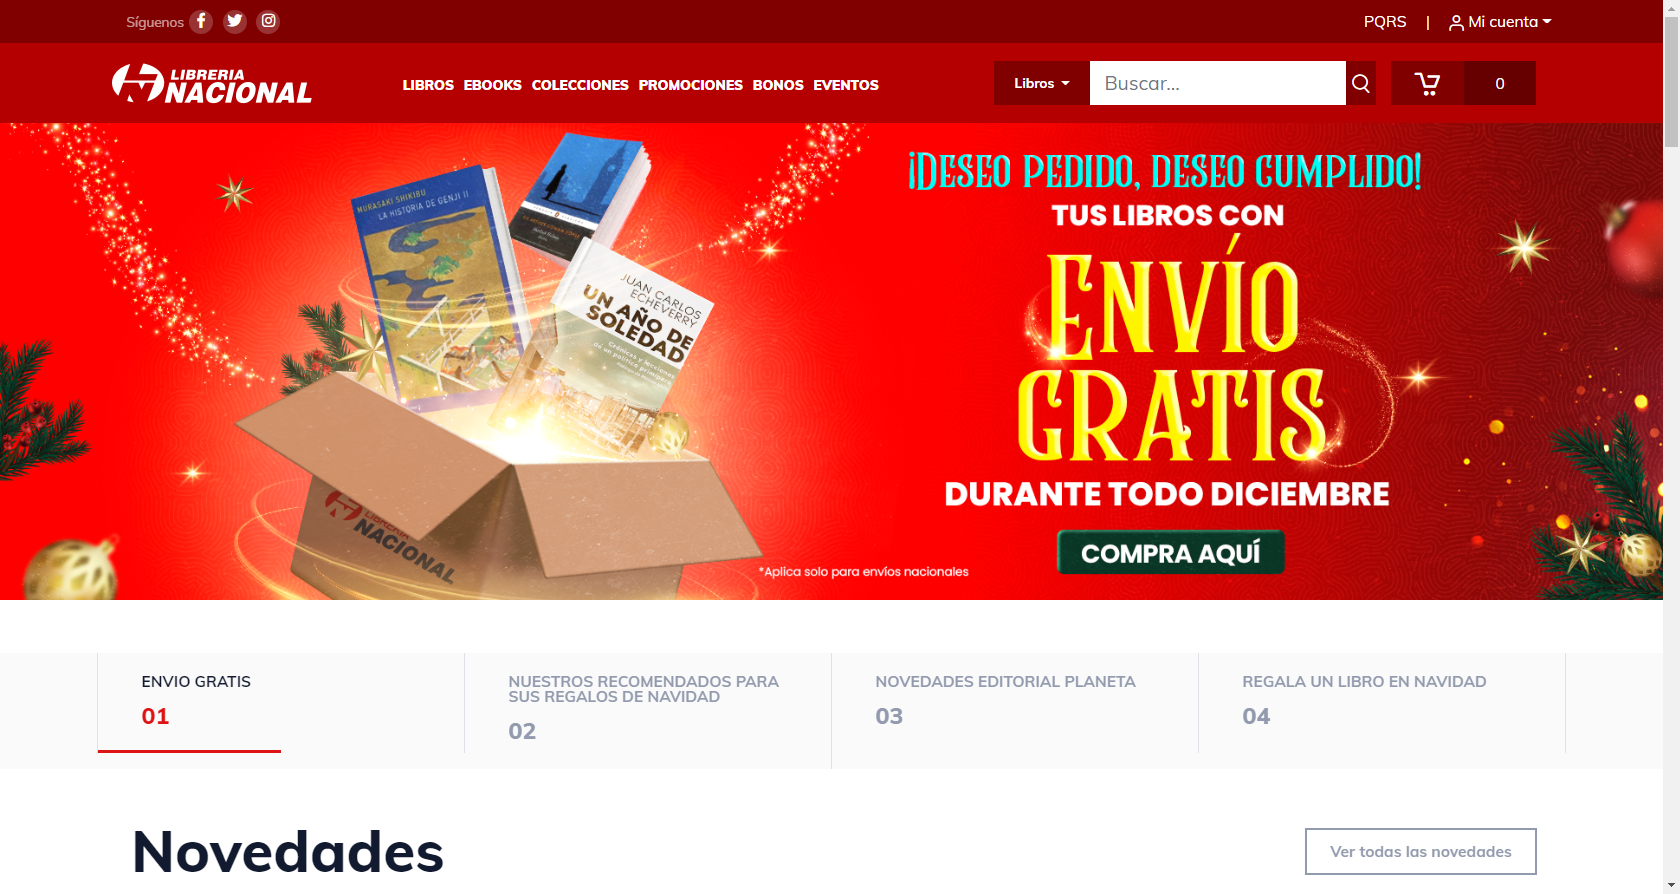 Síguenos
PQRS | Mi cuenta
LIBRERIA
NACIONAL
LIBROS EBOOKS COLECCIONES PROMOCIONES BONOS EVENTOS
Libros
Buscar...
0
MURASAKI SHIKIBU
LA HISTORIA DE GENJI II
JUAN CARLOS
ECHEVERRY
UN AÑO DE
SOLEDAD
Crónicas y lecciones
de un político primíparo
LIBRERIA
NACIONAL
¡DESEO PEDIDO, DESEO CUMPLIDO!
TUS LIBROS CON
ENVÍO
GRATIS
DURANTE TODO DICIEMBRE
COMPRA AQUÍ
*Aplica solo para envíos nacionales
ENVIO GRATIS
01
NUESTROS RECOMENDADOS PARA
SUS REGALOS DE NAVIDAD
02
NOVEDADES EDITORIAL PLANETA
03
REGALA UN LIBRO EN NAVIDAD
04
Novedades
Ver todas las novedades